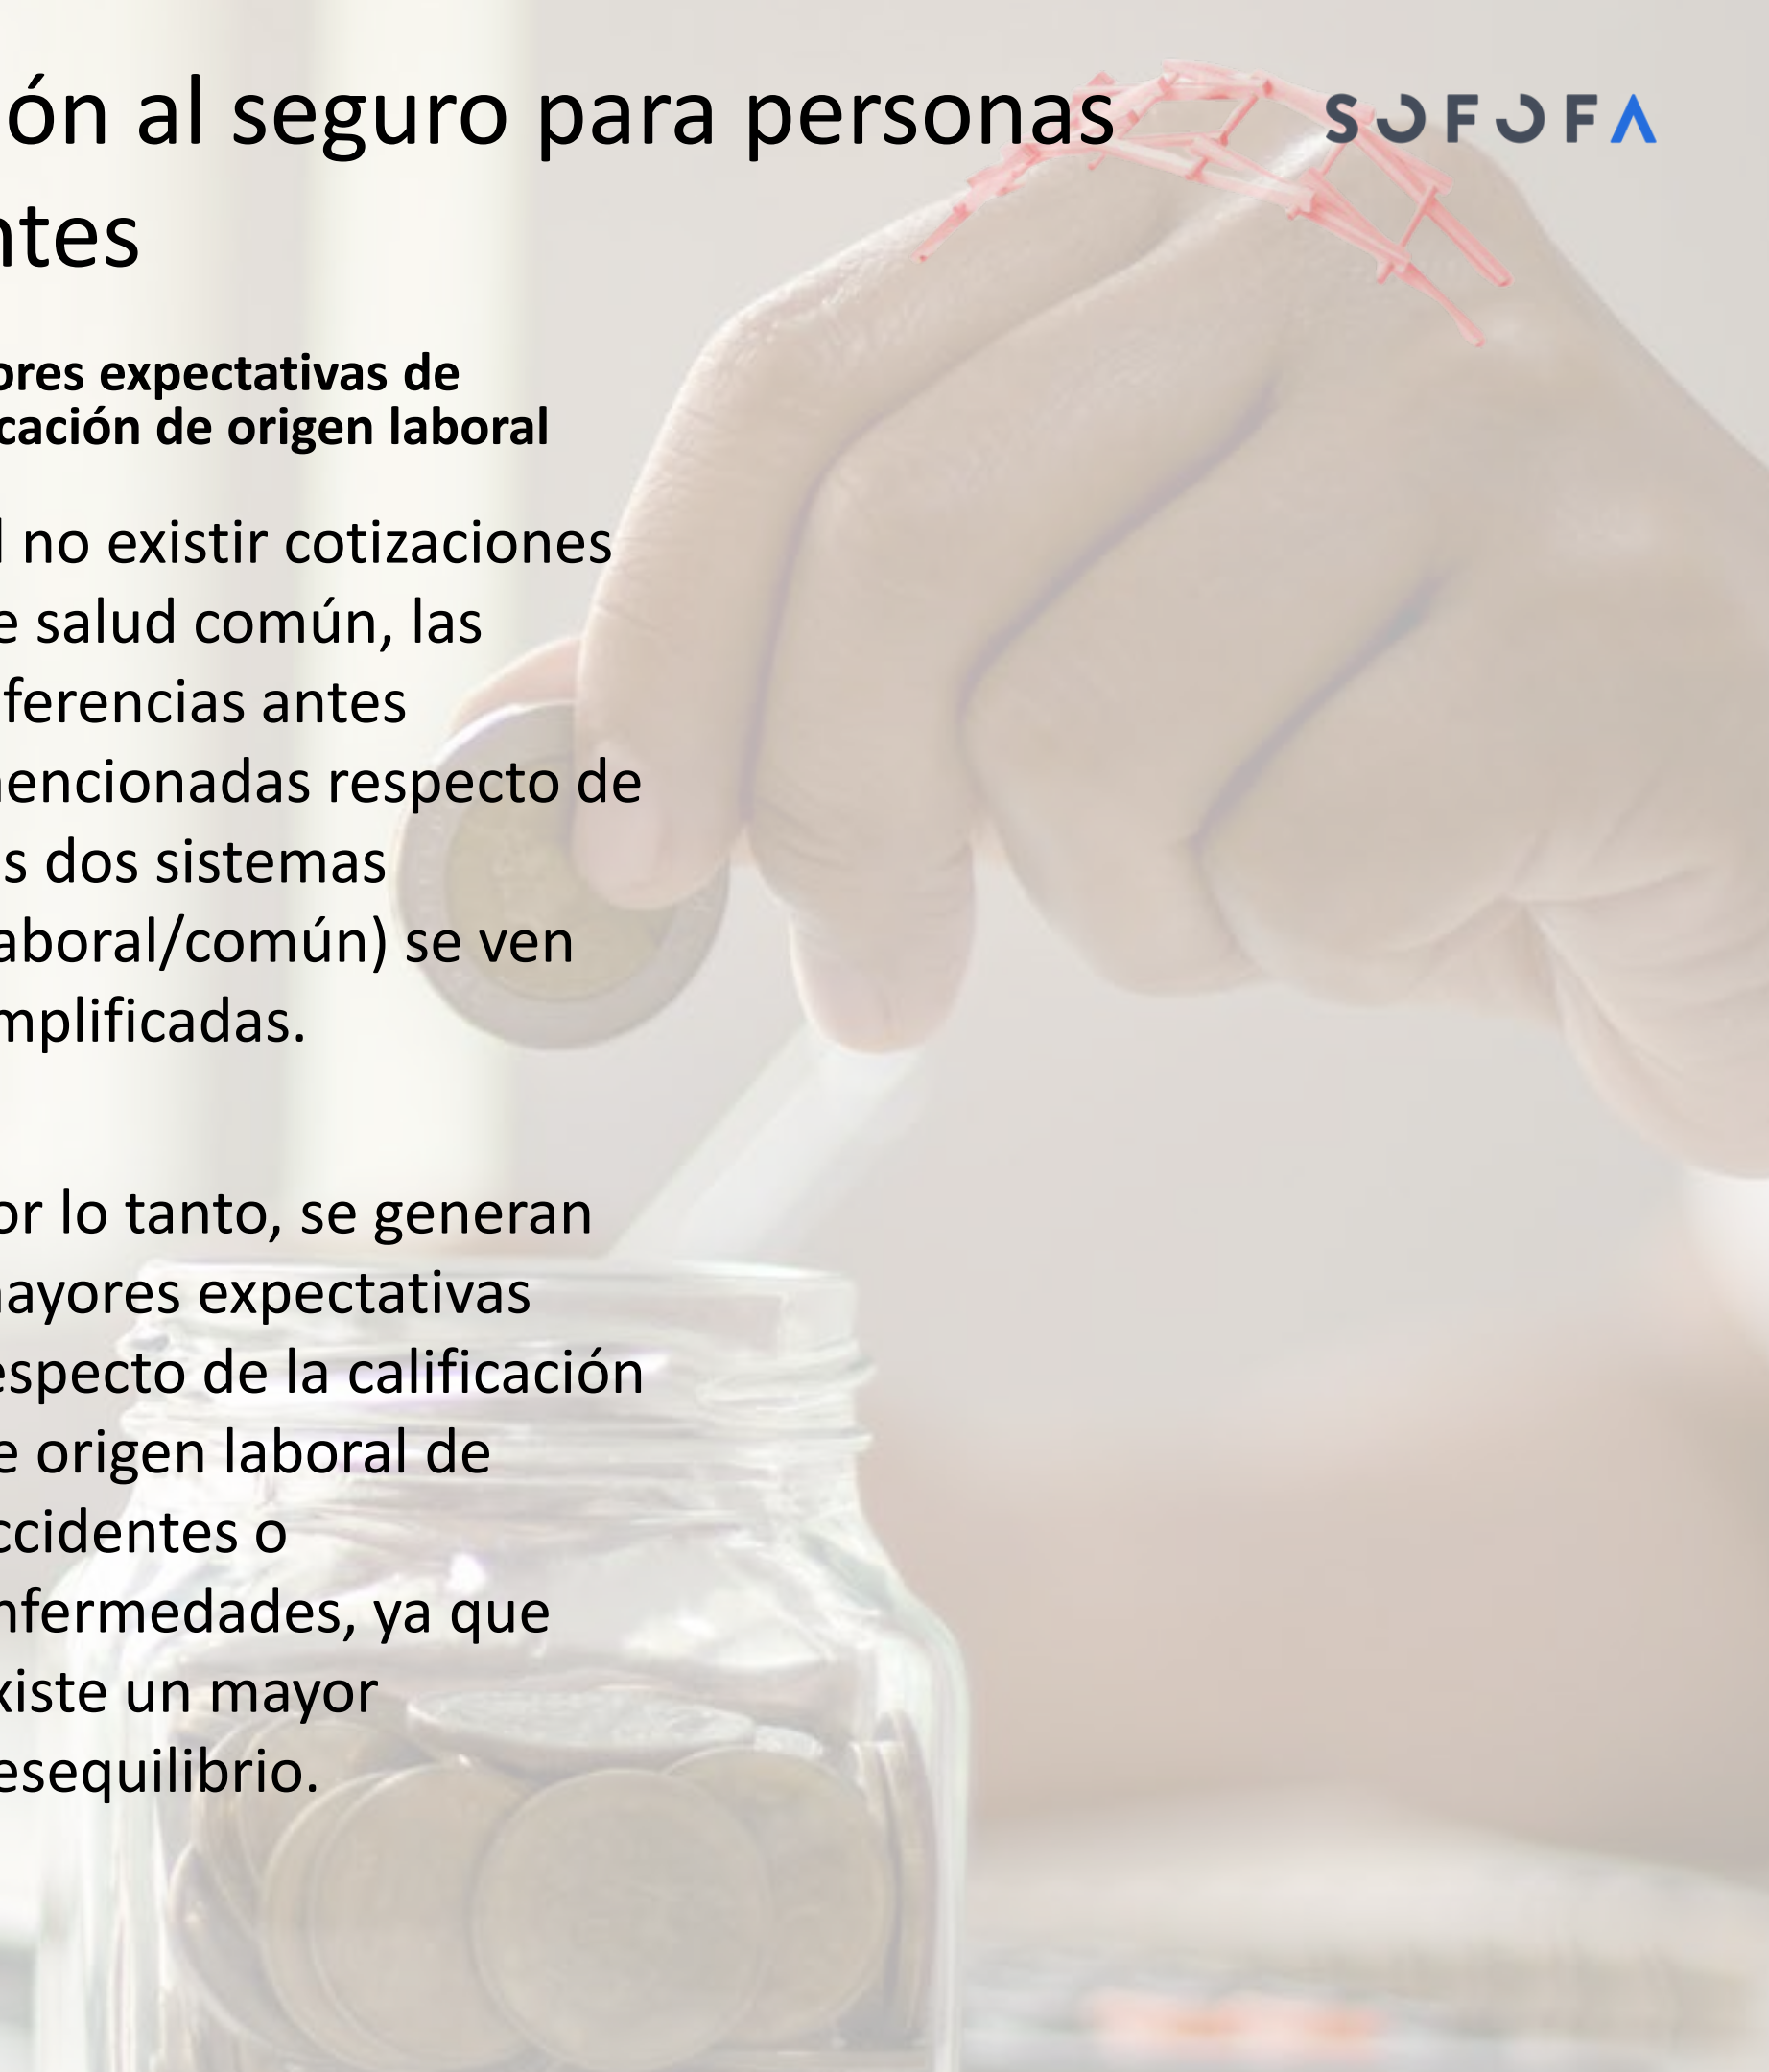 ón al seguro para personas
SOFOFA
ntes
ores expectativas de
cación de origen laboral
l no existir cotizaciones
e salud común, las
ferencias antes
encionadas respecto de
s dos sistemas
aboral/común) se ven
mplificadas.
or lo tanto, se generan
ayores expectativas
especto de la calificación
e origen laboral de
ccidentes o
nfermedades, ya que
xiste un mayor
esequilibrio.